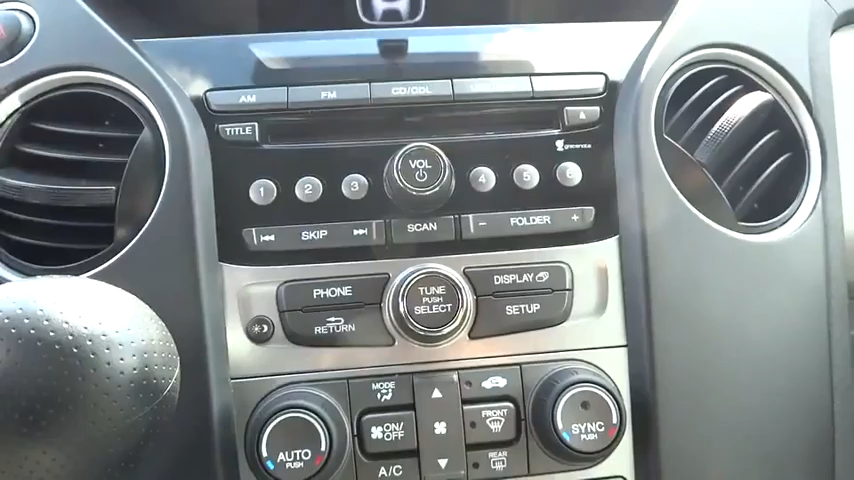 AM FM CD/CDL
TITLE
gracenote
VOL
1 2 3 4 5 6
SKIP SCAN - FOLDER +
PHONE
RETURN
TUNE
PUSH
SELECT
DISPLAY
SETUP
MODE
AUTO
PUSH
ON/
OFF
A/C
FRONT
REAR
SYNC
PUSH